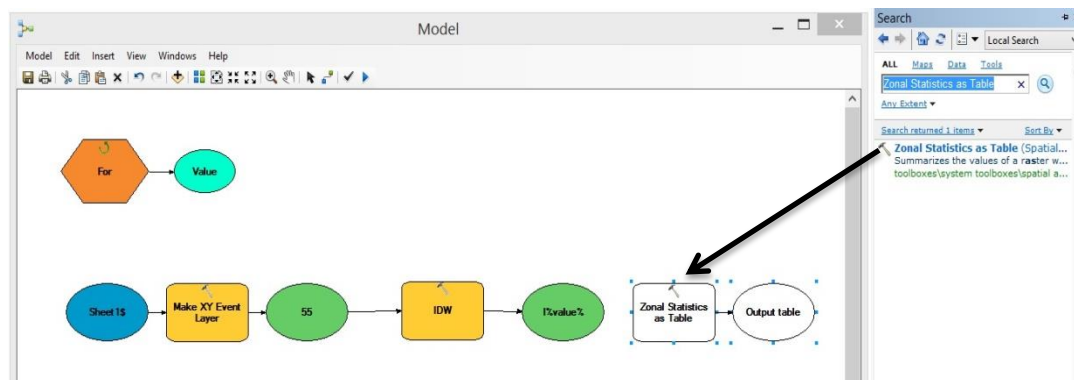 Model
Model Edit Insert View Windows Help
For
Value
Sheet1$
Make XY Event
Layer
55
IDW
I%value%
Zonal Statistics
as Table
Output table
Search
Local Search
ALL Maps Data Tools
Zonal Statistics as Table
Any Extent
Search returned 1 items Sort By
Zonal Statistics as Table (Spatial...
Summarizes the values of a raster w...
toolboxes\system toolboxes\spatial a...